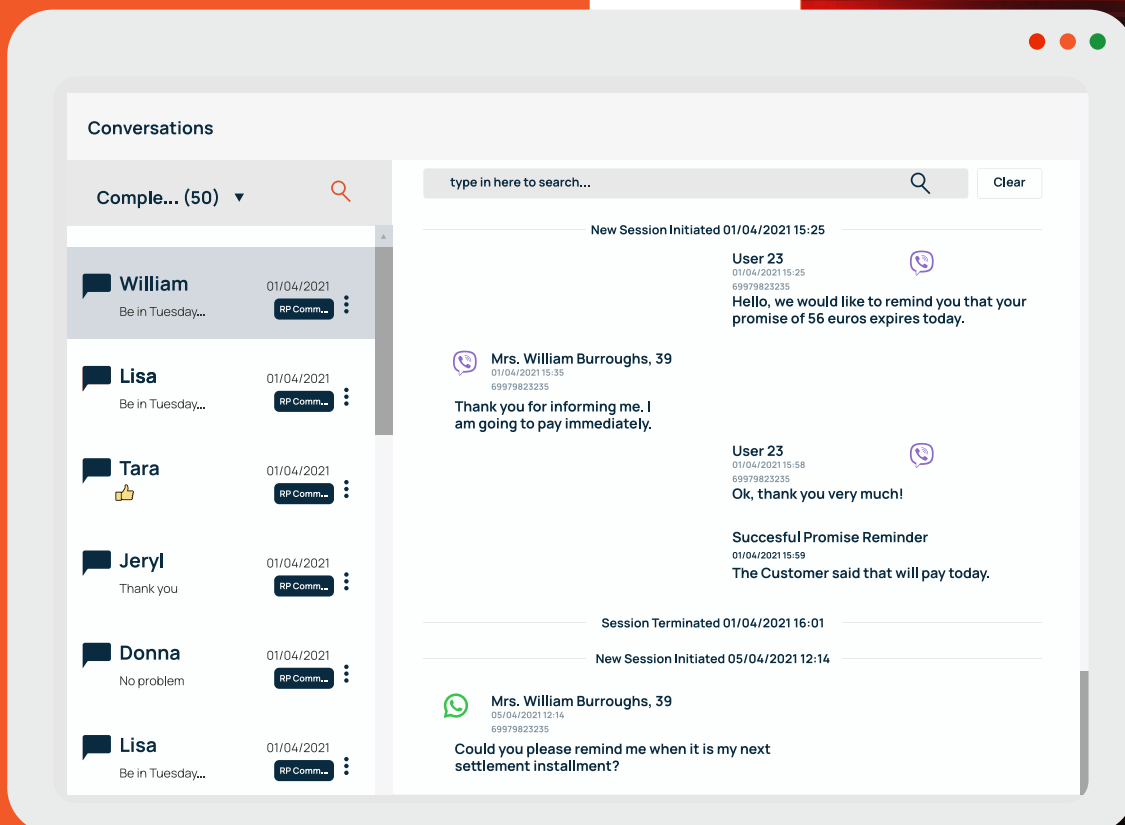 Conversations
Comple... (50)
type in here to search...
Clear
William
01/04/2021
Be in Tuesday...
RP Comm...
Lisa
01/04/2021
Be in Tuesday...
RP Comm...
Tara
01/04/2021
RP Comm...
Jeryl
01/04/2021
Thank you
RP Comm...
Donna
01/04/2021
No problem
RP Comm...
Lisa
01/04/2021
Be in Tuesday...
RP Comm...
New Session Initiated 01/04/2021 15:25
User 23
01/04/2021 15:25
69979823235
Hello, we would like to remind you that your
promise of 56 euros expires today.
Mrs. William Burroughs, 39
01/04/2021 15:35
69979823235
Thank you for informing me. I
am going to pay immediately.
User 23
01/04/2021 15:58
69979823235
Ok, thank you very much!
Succesful Promise Reminder
01/04/2021 15:59
The Customer said that will pay today.
Session Terminated 01/04/2021 16:01
New Session Initiated 05/04/2021 12:14
Mrs. William Burroughs, 39
05/04/2021 12:14
69979823235
Could you please remind me when it is my next
settlement installment?